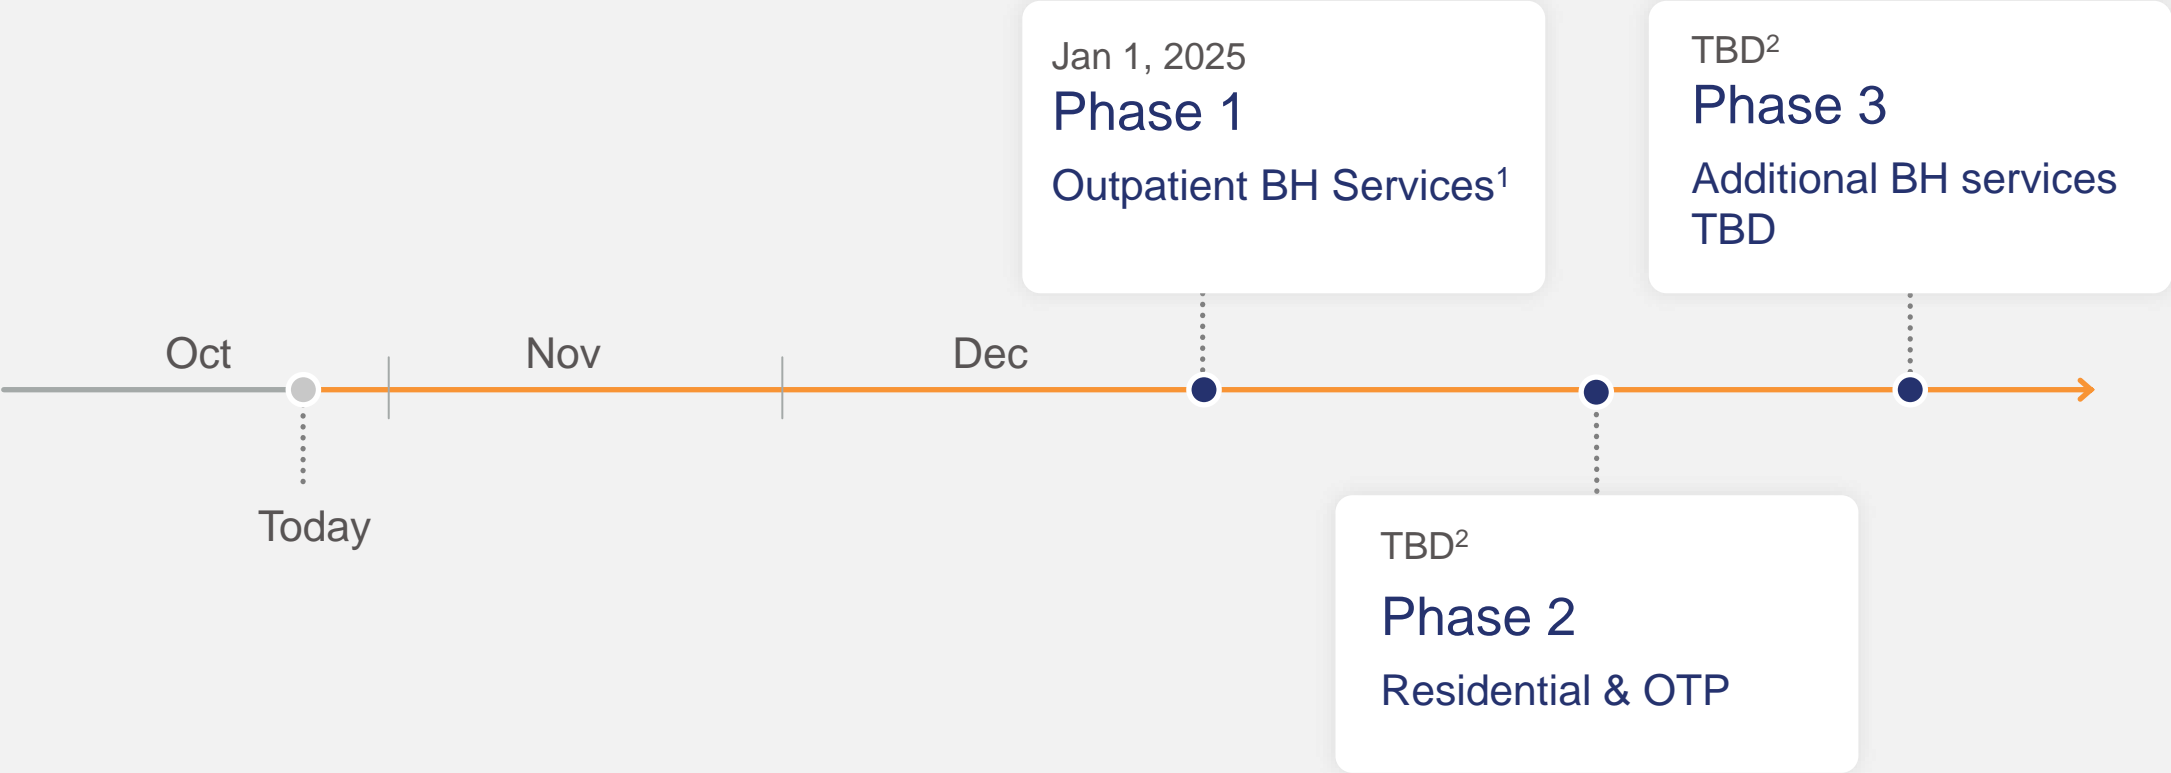 Jan 1, 2025
Phase 1
Outpatient BH Services¹
TBD²
Phase 3
Additional BH services
TBD
Oct
Nov
Dec
Today
TBD²
Phase 2
Residential & OTP